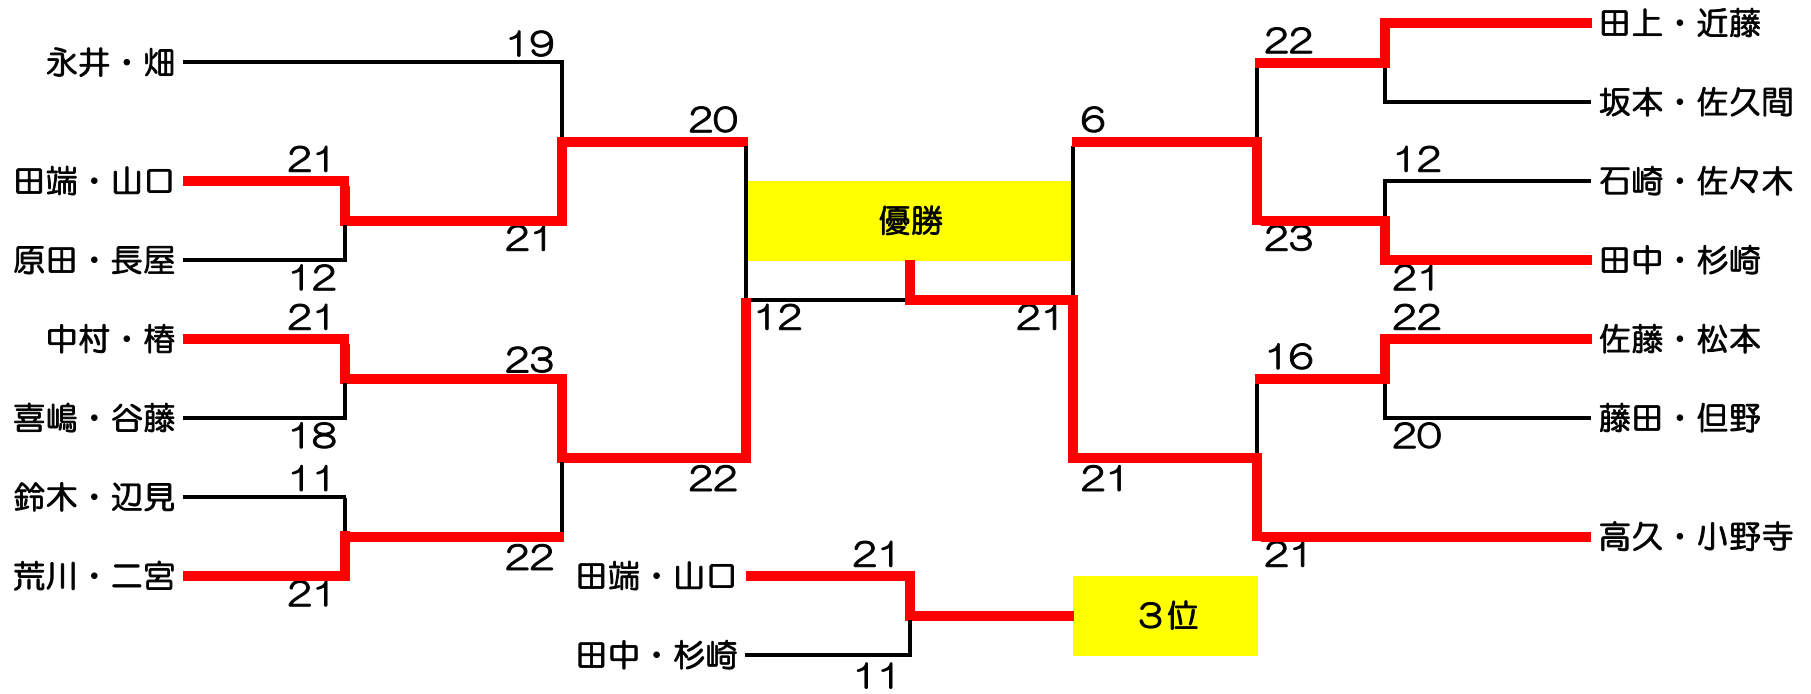 田上・近藤
22
19
永井・畑
坂本・佐久間
20
6
21
12
田端・山口
石崎・佐々木
優勝
21
23
原田・長屋
田中・杉崎
12
21
21
12
21
22
中村・椿
佐藤・松本
23
16
喜嶋・谷藤
藤田・但野
18
20
11
22
21
鈴木・辺見
高久・小野寺
22
21
21
荒川・二宮
田端・山口
21
3位
田中・杉崎
11